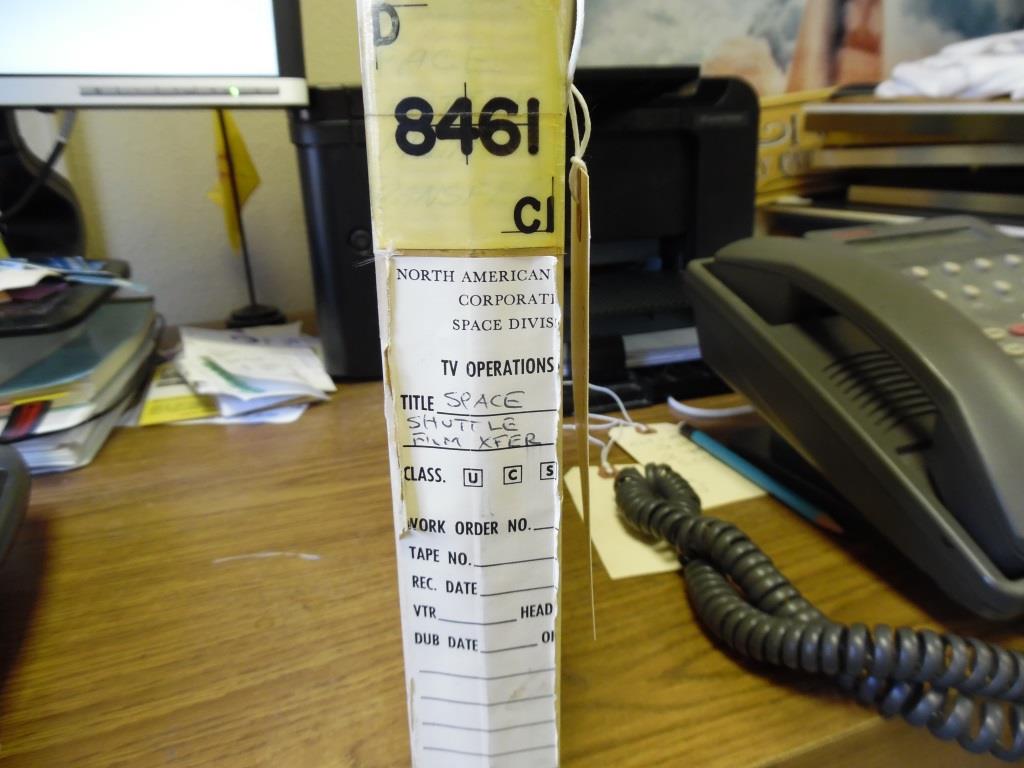 D
8461
C1
NORTH AMERICAN
CORPORATI
SPACE DIVIS
TV OPERATIONS
TITLE SPACE
SHUTTLE
FILM XFER
CLASS. U C S
WORK ORDER NO.
TAPE NO.
REC. DATE
VTR HEAD
DUB DATE